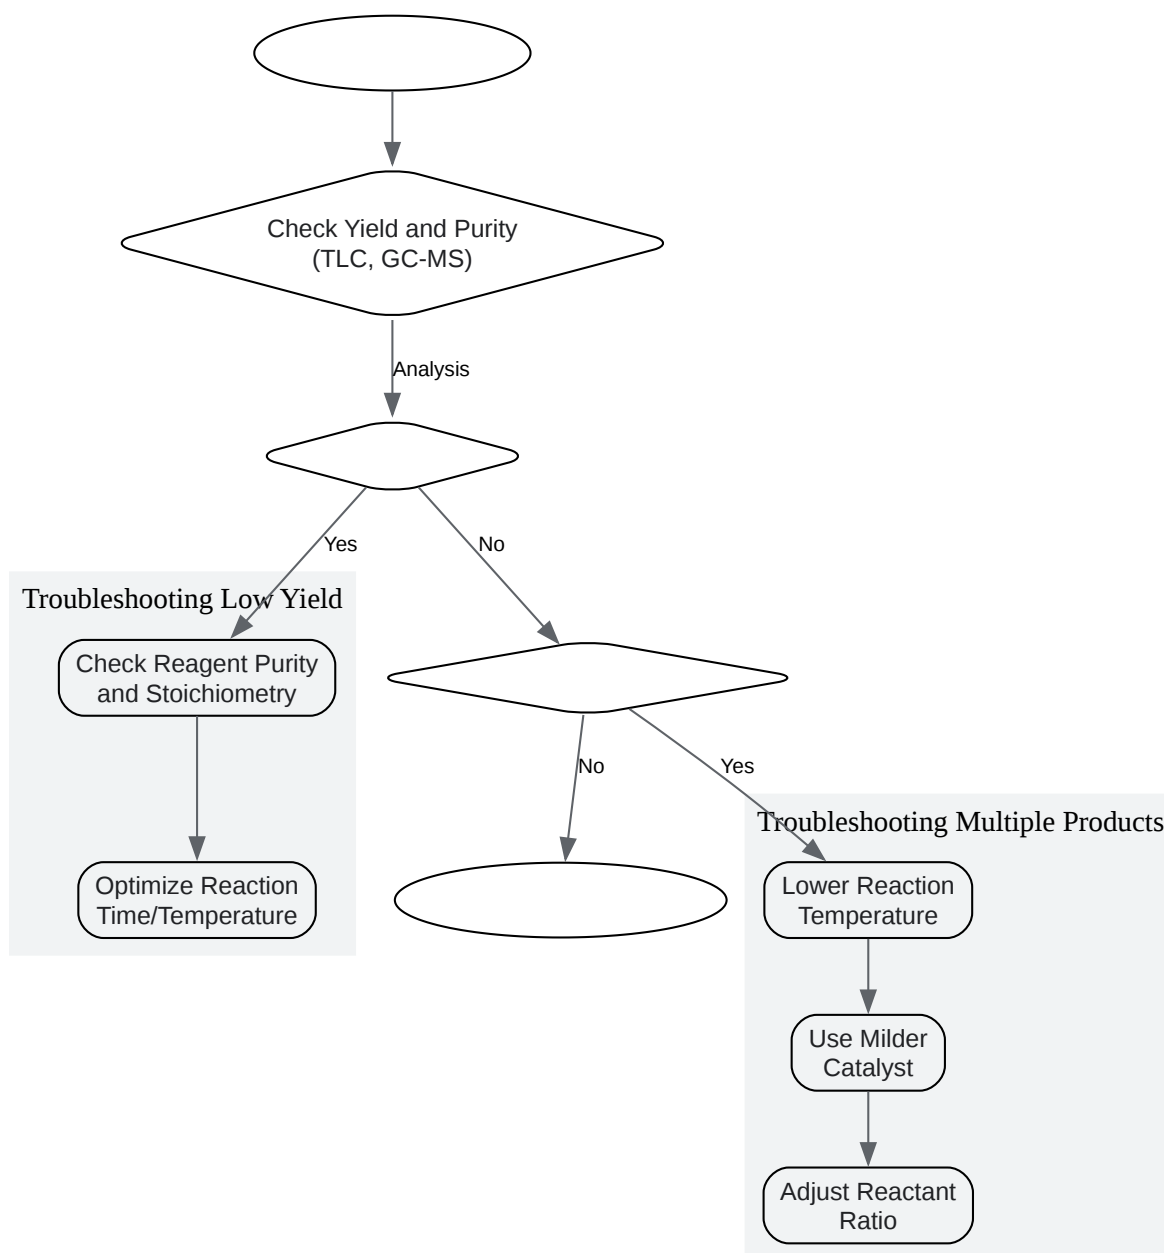 Check Yield and Purity
(TLC, GC-MS)
Analysis
Yes
No
Troubleshooting Low Yield
Check Reagent Purity
and Stoichiometry
No
Yes
Troubleshooting Multiple Products
Optimize Reaction
Time/Temperature
Lower Reaction
Temperature
Use Milder
Catalyst
Adjust Reactant
Ratio